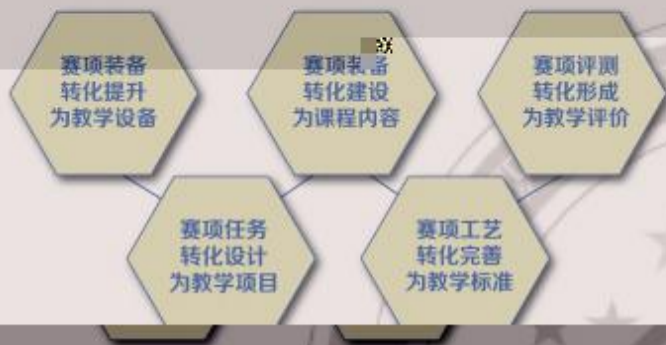 赛项装备
转化提升
为教学设备
赛项装备
转化建设
为课程内容
赛项评测
转化形成
为教学评价
赛项任务
转化设计
为教学项目
赛项工艺
转化完善
为教学标准